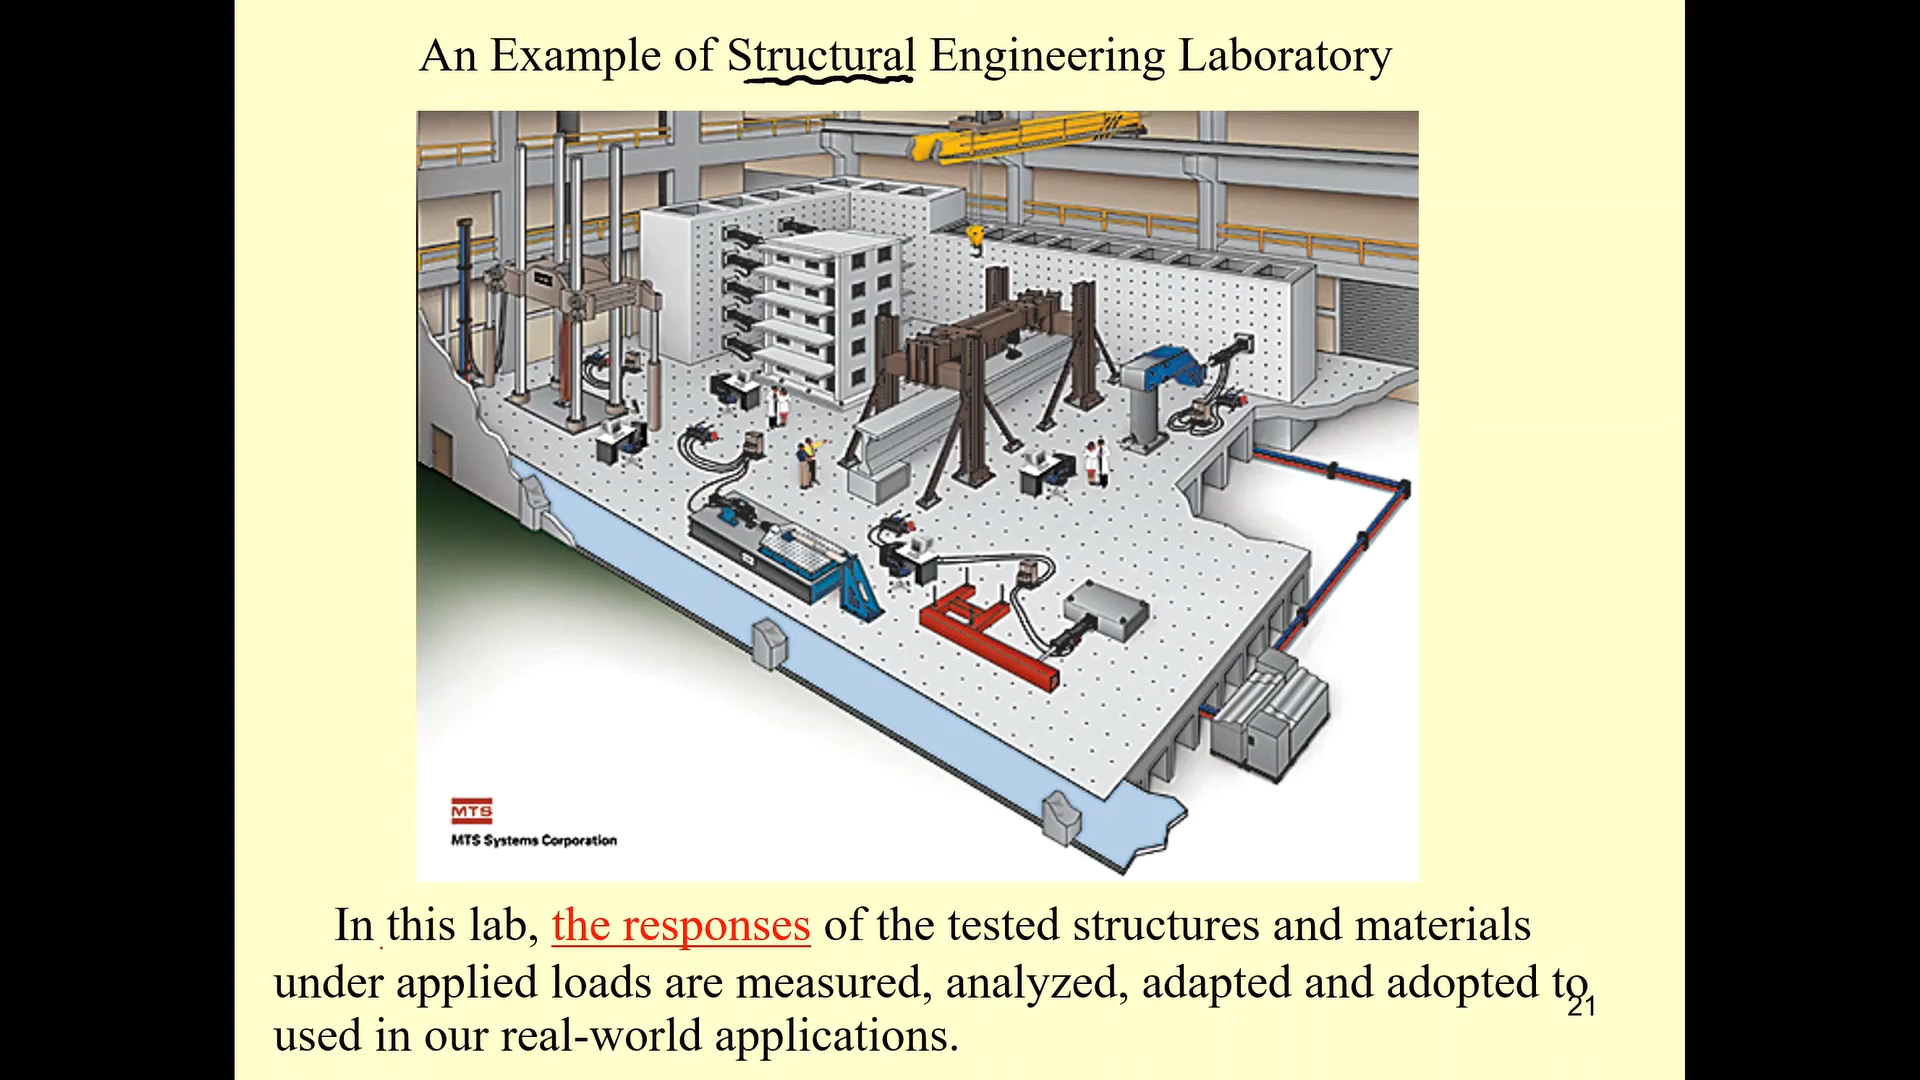 An Example of Structural Engineering Laboratory
MTS
MTS Systems Corporation
In this lab, the responses of the tested structures and materials
under applied loads are measured, analyzed, adapted and adopted to
used in our real-world applications.
21